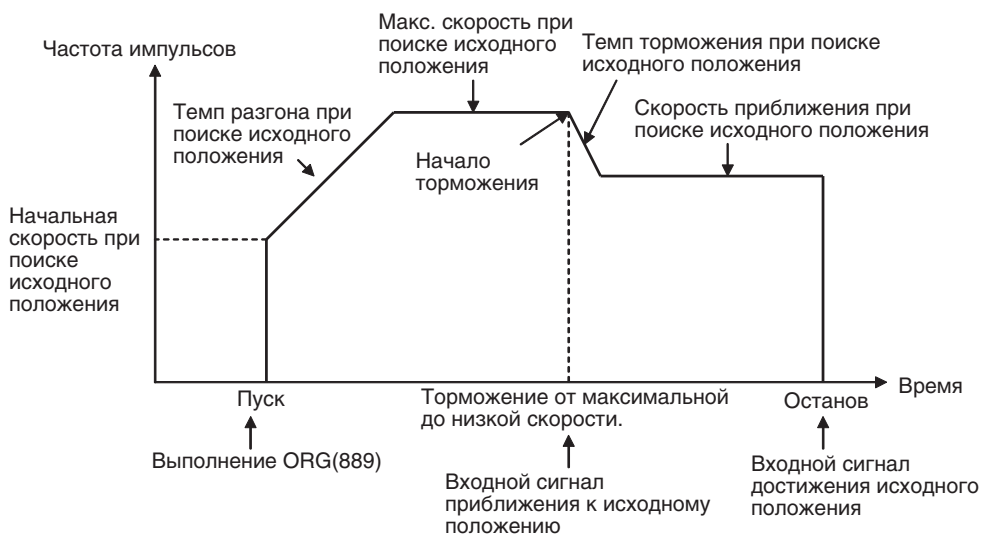 Частота импульсов
Макс. скорость при
поиске исходного
положения
Темп торможения при поиске
исходного положения
Темп разгона при
поиске исходного
положения
Скорость приближения при
поиске исходного положения
Начало
торможения
Начальная
скорость при
поиске
исходного
положения
Время
Пуск
Торможение от максимальной
до низкой скорости.
Останов
Выполнение ORG(889)
Входной сигнал
приближения к исходному
положению
Входной сигнал
достижения исходного
положения